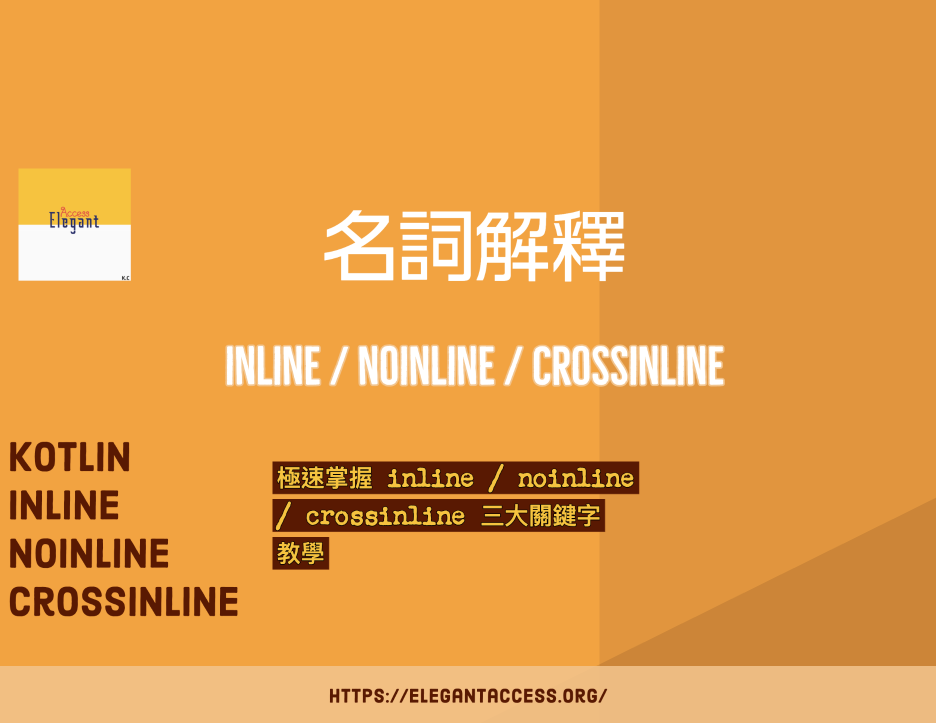 Access
Elegant
K.C
名詞解釋
INLINE / NOINLINE / CROSSINLINE
KOTLIN
INLINE
NOINLINE
CROSSINLINE
極速掌握 inline / noinline
/ crossinline 三大關鍵字
教學
HTTPS://ELEGANTACCESS.ORG/